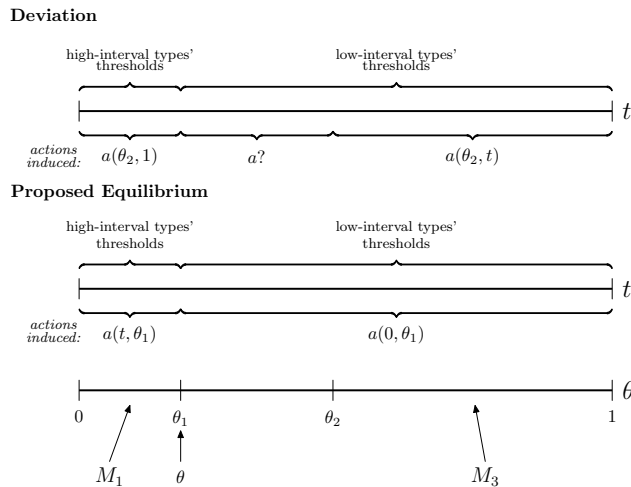 Deviation
high-interval types' low-interval types'
thresholds thresholds
t
actions induced: a(θ₂, 1) a? a(θ₂, t)
Proposed Equilibrium
high-interval types' low-interval types'
thresholds thresholds
t
actions induced: a(t, θ₁) a(0, θ₁)
θ
0 θ₁ θ₂ 1
M₁ θ M₃